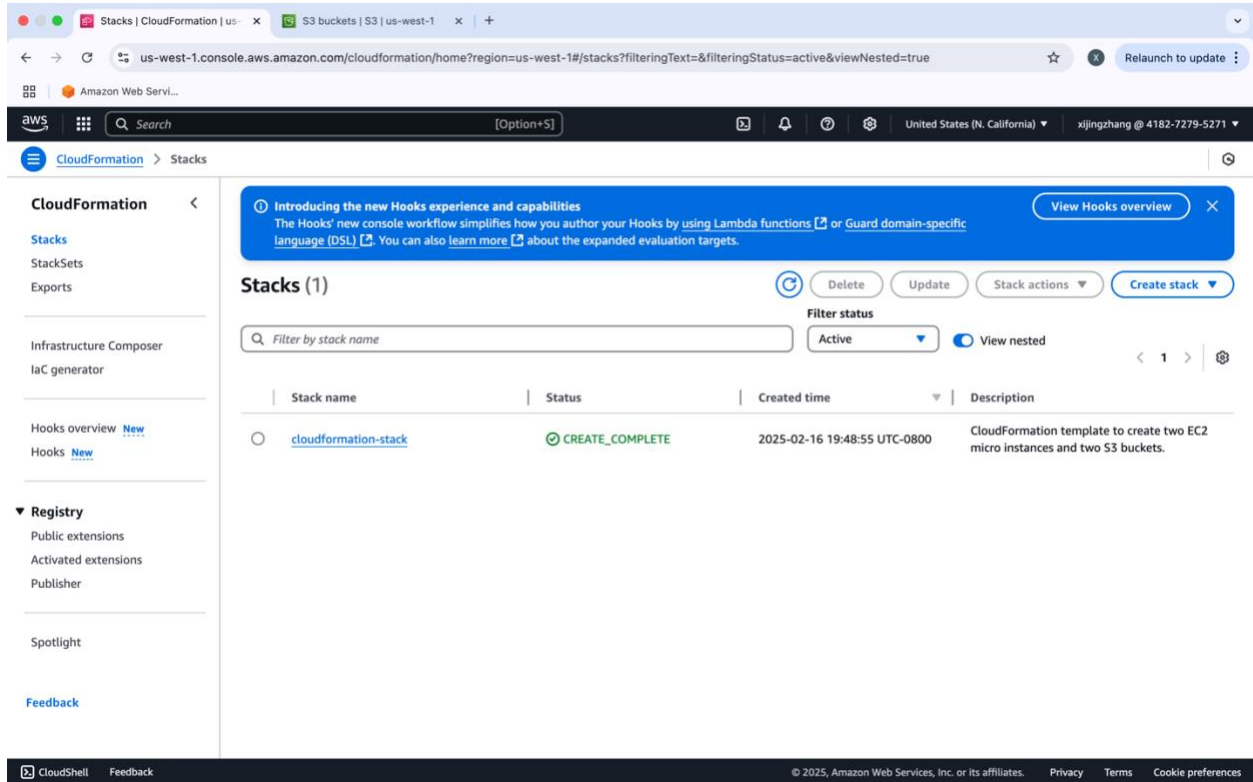 Stacks | CloudFormation | us-
S3 buckets | S3 | us-west-1
us-west-1.console.aws.amazon.com/cloudformation/home?region=us-west-1#/stacks?filteringText=&filteringStatus=active&viewNested=true
X
Relaunch to update
Amazon Web Servi...
aws
Search
[Option+S]
United States (N. California)
xijingzhang @ 4182-7279-5271
CloudFormation > Stacks
CloudFormation
Stacks
StackSets
Exports
Infrastructure Composer
IaC generator
Hooks overview New
Hooks New
Registry
Public extensions
Activated extensions
Publisher
Spotlight
Feedback
Introducing the new Hooks experience and capabilities
The Hooks' new console workflow simplifies how you author your Hooks by using Lambda functions or Guard domain-specific
language (DSL). You can also learn more about the expanded evaluation targets.
View Hooks overview
Stacks (1)
Delete
Update
Stack actions
Create stack
Filter status
Filter by stack name
Active
View nested
1
Stack name
Status
Created time
Description
cloudformation-stack
CREATE_COMPLETE
2025-02-16 19:48:55 UTC-0800
CloudFormation template to create two EC2
micro instances and two S3 buckets.
CloudShell
Feedback
© 2025, Amazon Web Services, Inc. or its affiliates.
Privacy
Terms
Cookie preferences